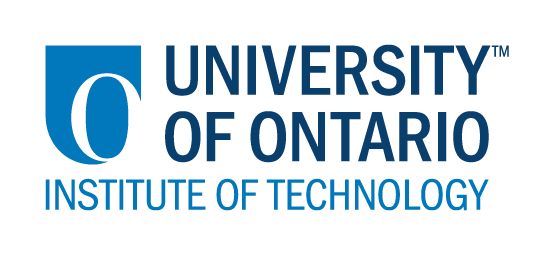 UNIVERSITY™
OF ONTARIO
INSTITUTE OF TECHNOLOGY